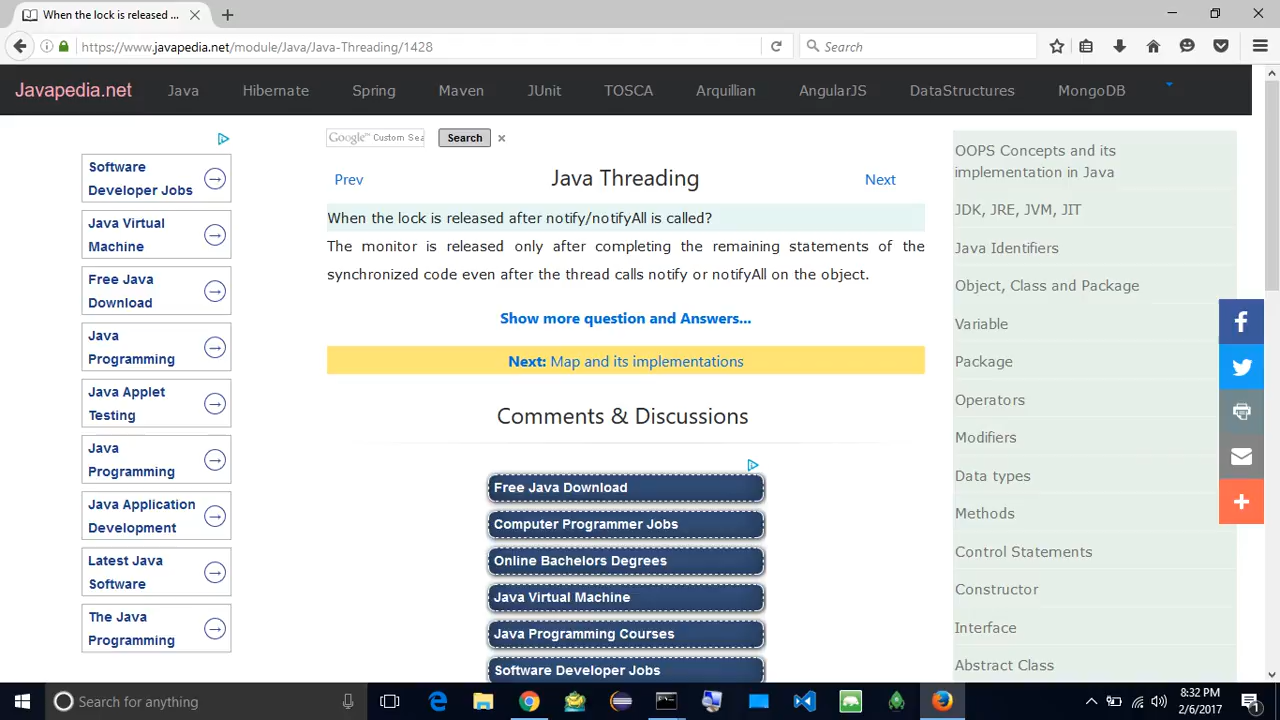 When the lock is released ...
https://www.javapedia.net/module/Java/Java-Threading/1428
Search
Javapedia.net
Java
Hibernate
Spring
Maven
JUnit
TOSCA
Arquillian
AngularJS
DataStructures
MongoDB
Software
Developer Jobs
Java Virtual
Machine
Free Java
Download
Java
Programming
Java Applet
Testing
Java
Programming
Java Application
Development
Latest Java
Software
The Java
Programming
Google™ Custom Sea
Search
Prev
Java Threading
Next
When the lock is released after notify/notifyAll is called?
The monitor is released only after completing the remaining statements of the
synchronized code even after the thread calls notify or notifyAll on the object.
Show more question and Answers...
Next: Map and its implementations
Comments & Discussions
Free Java Download
Computer Programmer Jobs
Online Bachelors Degrees
Java Virtual Machine
Java Programming Courses
Software Developer Jobs
OOPS Concepts and its
implementation in Java
JDK, JRE, JVM, JIT
Java Identifiers
Object, Class and Package
Variable
Package
Operators
Modifiers
Data types
Methods
Control Statements
Constructor
Interface
Abstract Class
Search for anything
8:32 PM
2/6/2017
1